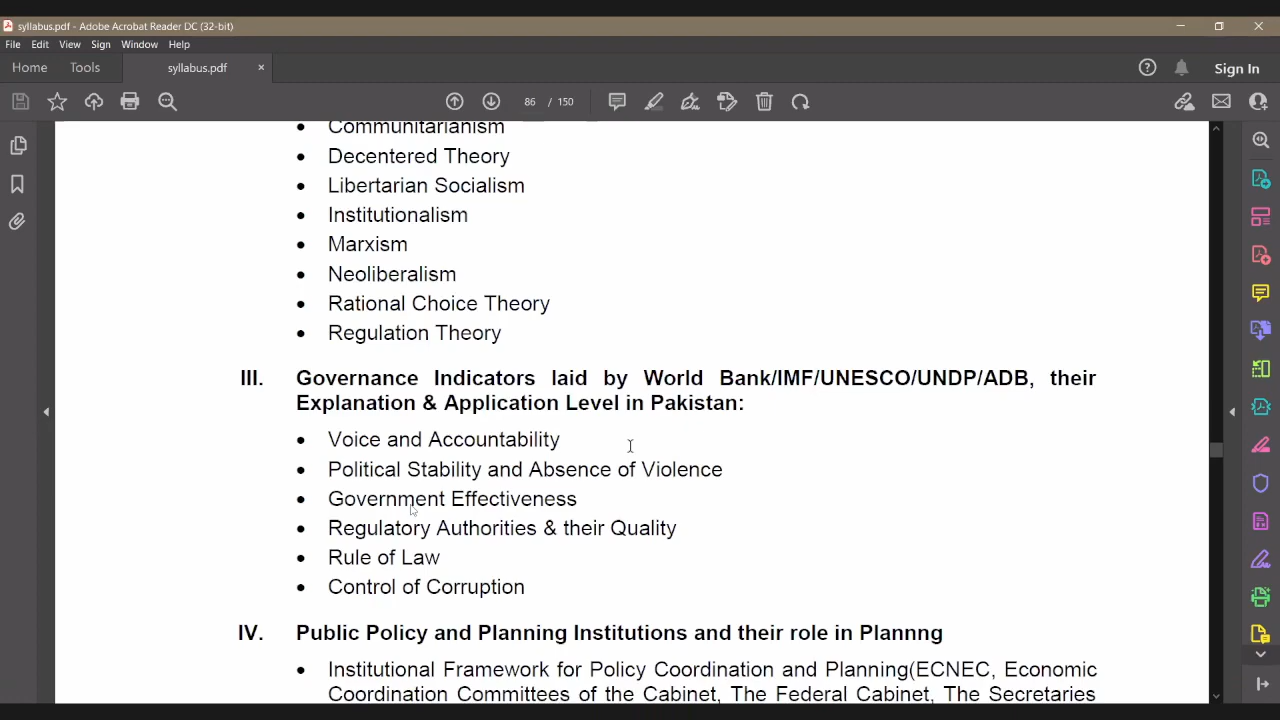 syllabus.pdf - Adobe Acrobat Reader DC (32-bit)
File Edit View Sign Window Help
Home Tools syllabus.pdf × Sign In
86 / 150
Communitarianism
• Decentered Theory
• Libertarian Socialism
• Institutionalism
• Marxism
• Neoliberalism
• Rational Choice Theory
• Regulation Theory
III. Governance Indicators laid by World Bank/IMF/UNESCO/UNDP/ADB, their
Explanation & Application Level in Pakistan:
• Voice and Accountability
• Political Stability and Absence of Violence
• Government Effectiveness
• Regulatory Authorities & their Quality
• Rule of Law
• Control of Corruption
IV. Public Policy and Planning Institutions and their role in Plannng
• Institutional Framework for Policy Coordination and Planning(ECNEC, Economic
Coordination Committees of the Cabinet, The Federal Cabinet, The Secretaries